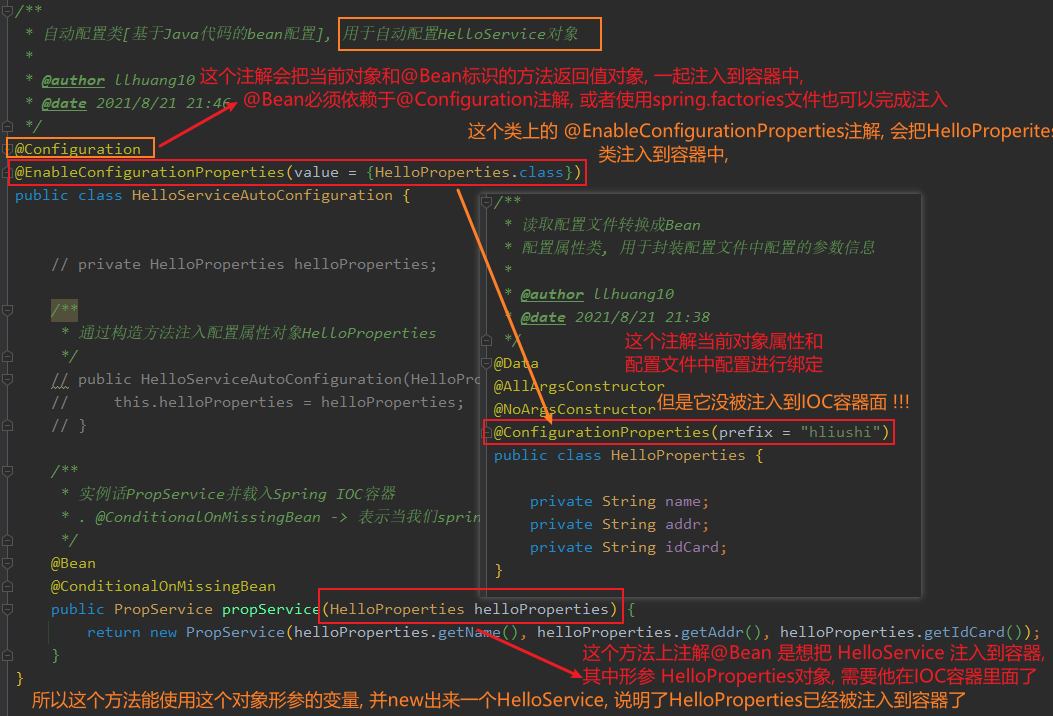 /**
* 自动配置类[基于Java代码的bean配置], 用于自动配置HelloService对象
*
* @author llhuang10
这个注解会把当前对象和@Bean标识的方法返回值对象, 一起注入到容器中,
* @date 2021/8/21 21:46
@Bean必须依赖于@Configuration注解, 或者使用spring.factories文件也可以完成注入
*/
这个类上的 @EnableConfigurationProperties注解, 会把HelloProperites
类注入到容器中,
@Configuration
@EnableConfigurationProperties(value = {HelloProperties.class})
public class HelloServiceAutoConfiguration {
// private HelloProperties helloProperties;
/**
* 通过构造方法注入配置属性对象HelloProperties
*/
// public HelloServiceAutoConfiguration(HelloPro
// this.helloProperties = helloProperties;
// }
/**
* 实例话PropService并载入Spring IOC容器
* . @ConditionalOnMissingBean -> 表示当我们sprin
*/
@Bean
@ConditionalOnMissingBean
public PropService propService(HelloProperties helloProperties) {
return new PropService(helloProperties.getName(), helloProperties.getAddr(), helloProperties.getIdCard());
}
}
/**
* 读取配置文件转换成Bean
* 配置属性类, 用于封装配置文件中配置的参数信息
*
* @author llhuang10
* @date 2021/8/21 21:38
*/
这个注解当前对象属性和
配置文件中配置进行绑定
@Data
@AllArgsConstructor
@NoArgsConstructor
但是它没被注入到IOC容器面 !!!
@ConfigurationProperties(prefix = "hliushi")
public class HelloProperties {
private String name;
private String addr;
private String idCard;
}
这个方法上注解@Bean 是想把 HelloService 注入到容器,
其中形参 HelloProperties对象, 需要他在IOC容器里面了
所以这个方法能使用这个对象形参的变量, 并new出来一个HelloService, 说明了HelloProperties已经被注入到容器了